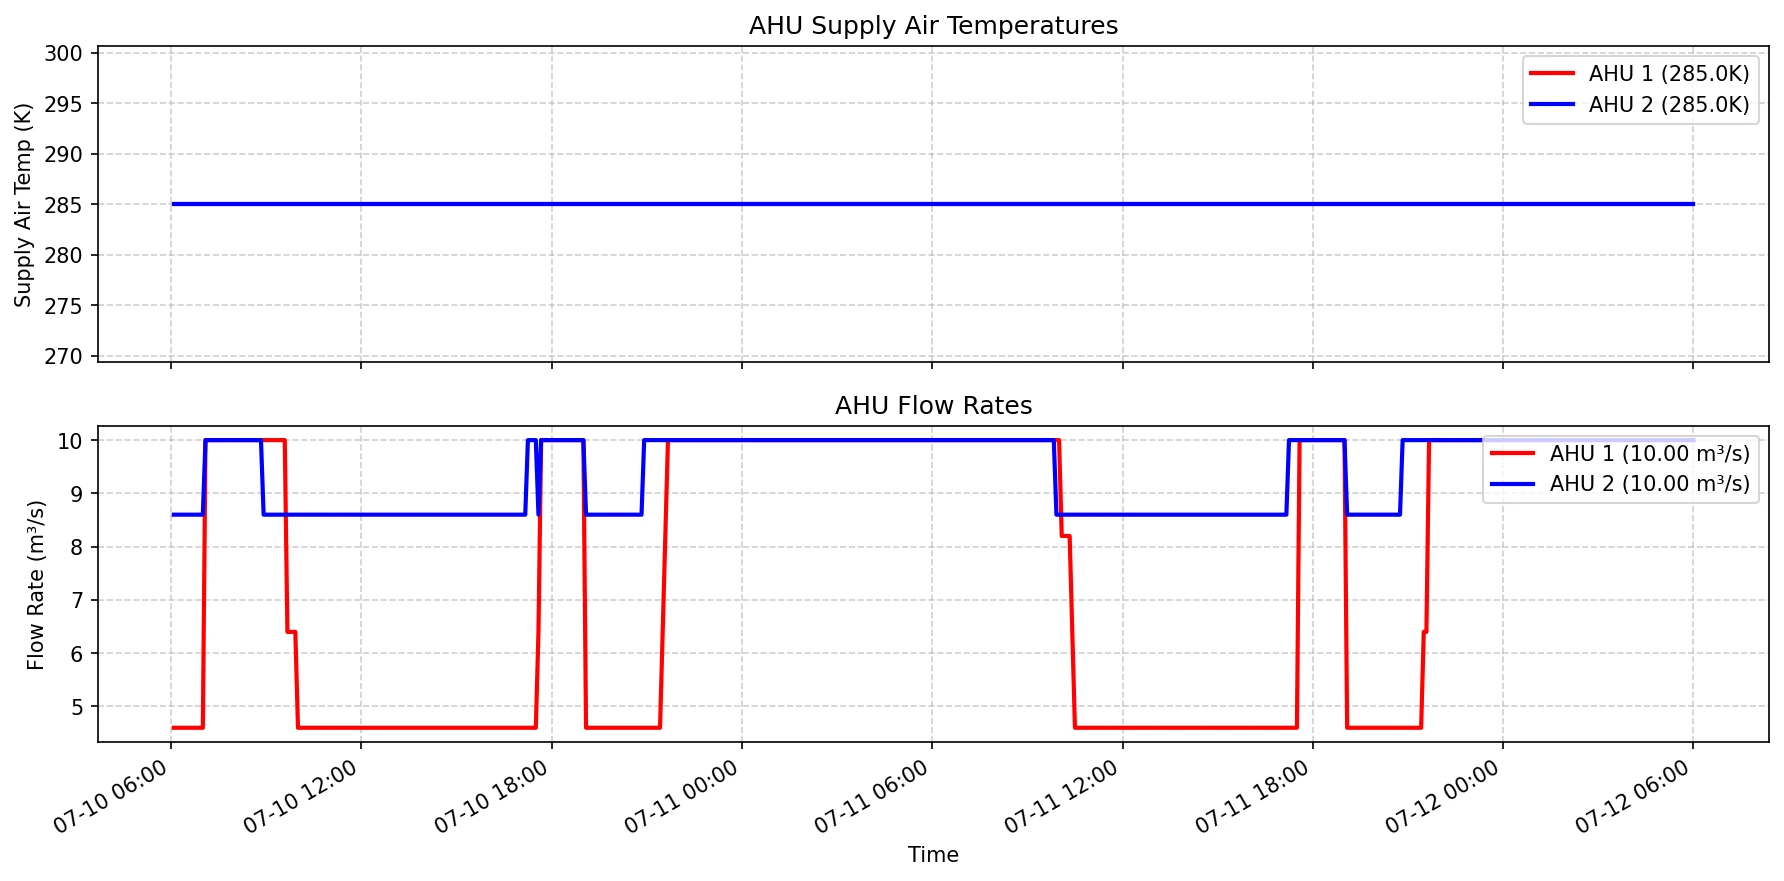 AHU Supply Air Temperatures
Supply Air Temp (K)
300
295
290
285
280
275
270
AHU 1 (285.0K)
AHU 2 (285.0K)
AHU Flow Rates
Flow Rate (m³/s)
10
9
8
7
6
5
AHU 1 (10.00 m³/s)
AHU 2 (10.00 m³/s)
07-10 06:00
07-10 12:00
07-10 18:00
07-11 00:00
07-11 06:00
07-11 12:00
07-11 18:00
07-12 00:00
07-12 06:00
Time